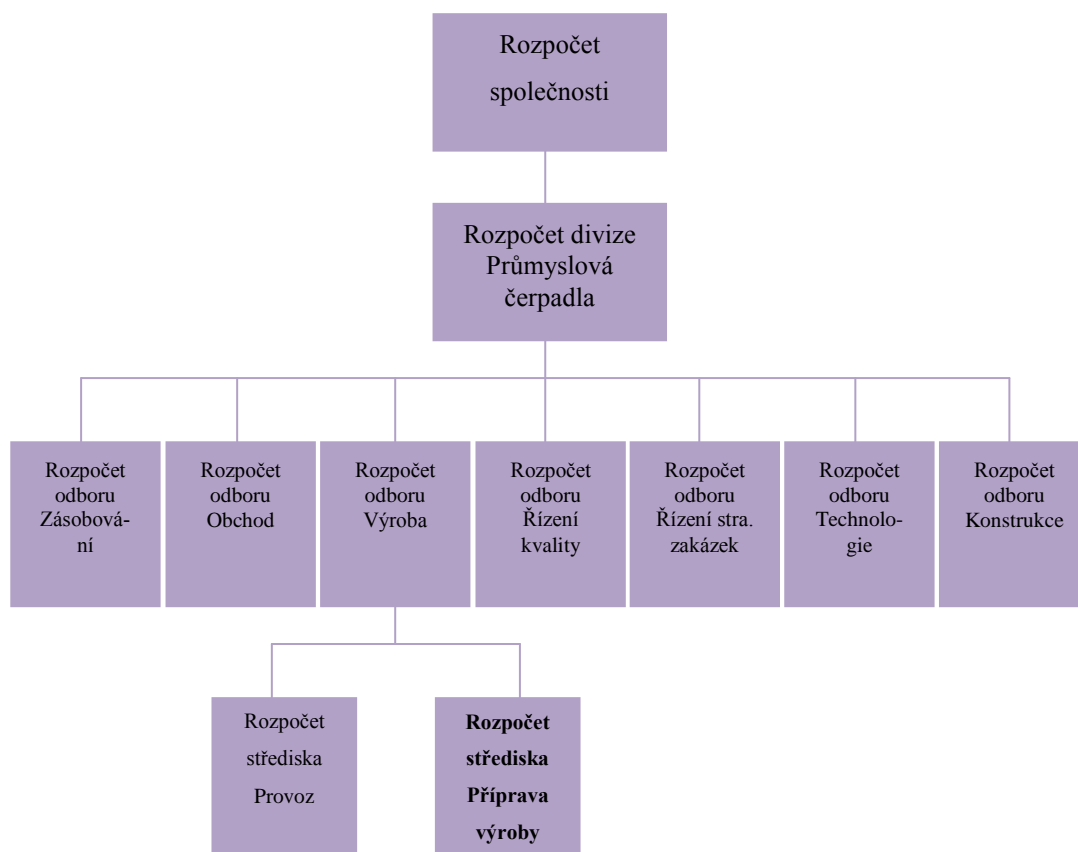 Rozpočet
společnosti
Rozpočet divize
Průmyslová
čerpadla
Rozpočet
odboru
Zásobová-
ní
Rozpočet
odboru
Obchod
Rozpočet
odboru
Výroba
Rozpočet
odboru
Řízení
kvality
Rozpočet
odboru
Řízení stra.
zakázek
Rozpočet
odboru
Technolo-
gie
Rozpočet
odboru
Konstrukce
Rozpočet
střediska
Provoz
Rozpočet
střediska
Příprava
výroby